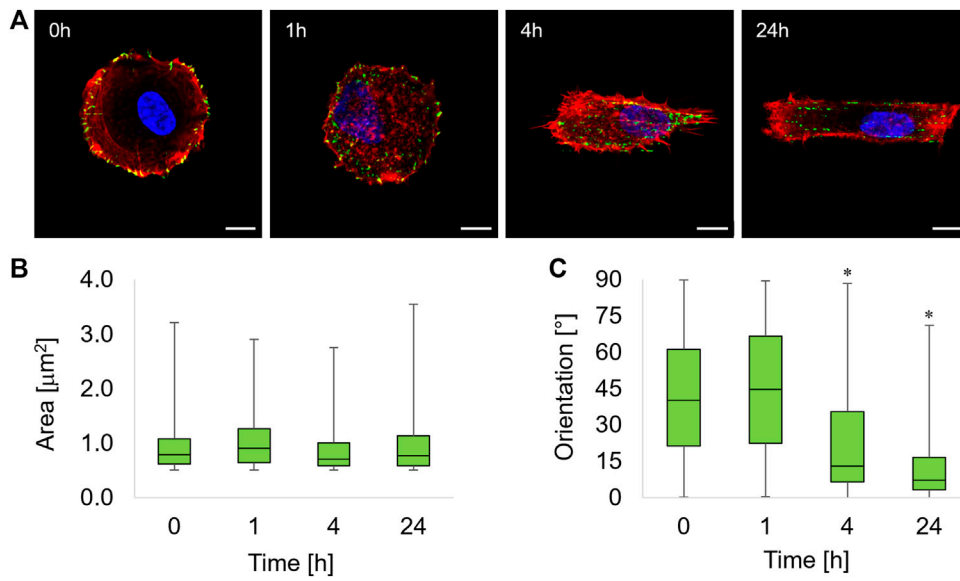 A
0h
1h
4h
24h
B
4.0
3.0
2.0
1.0
0.0
Area [μm²]
0 1 4 24
Time [h]
C
90
75
60
45
30
15
0
Orientation [°]
* *
0 1 4 24
Time [h]